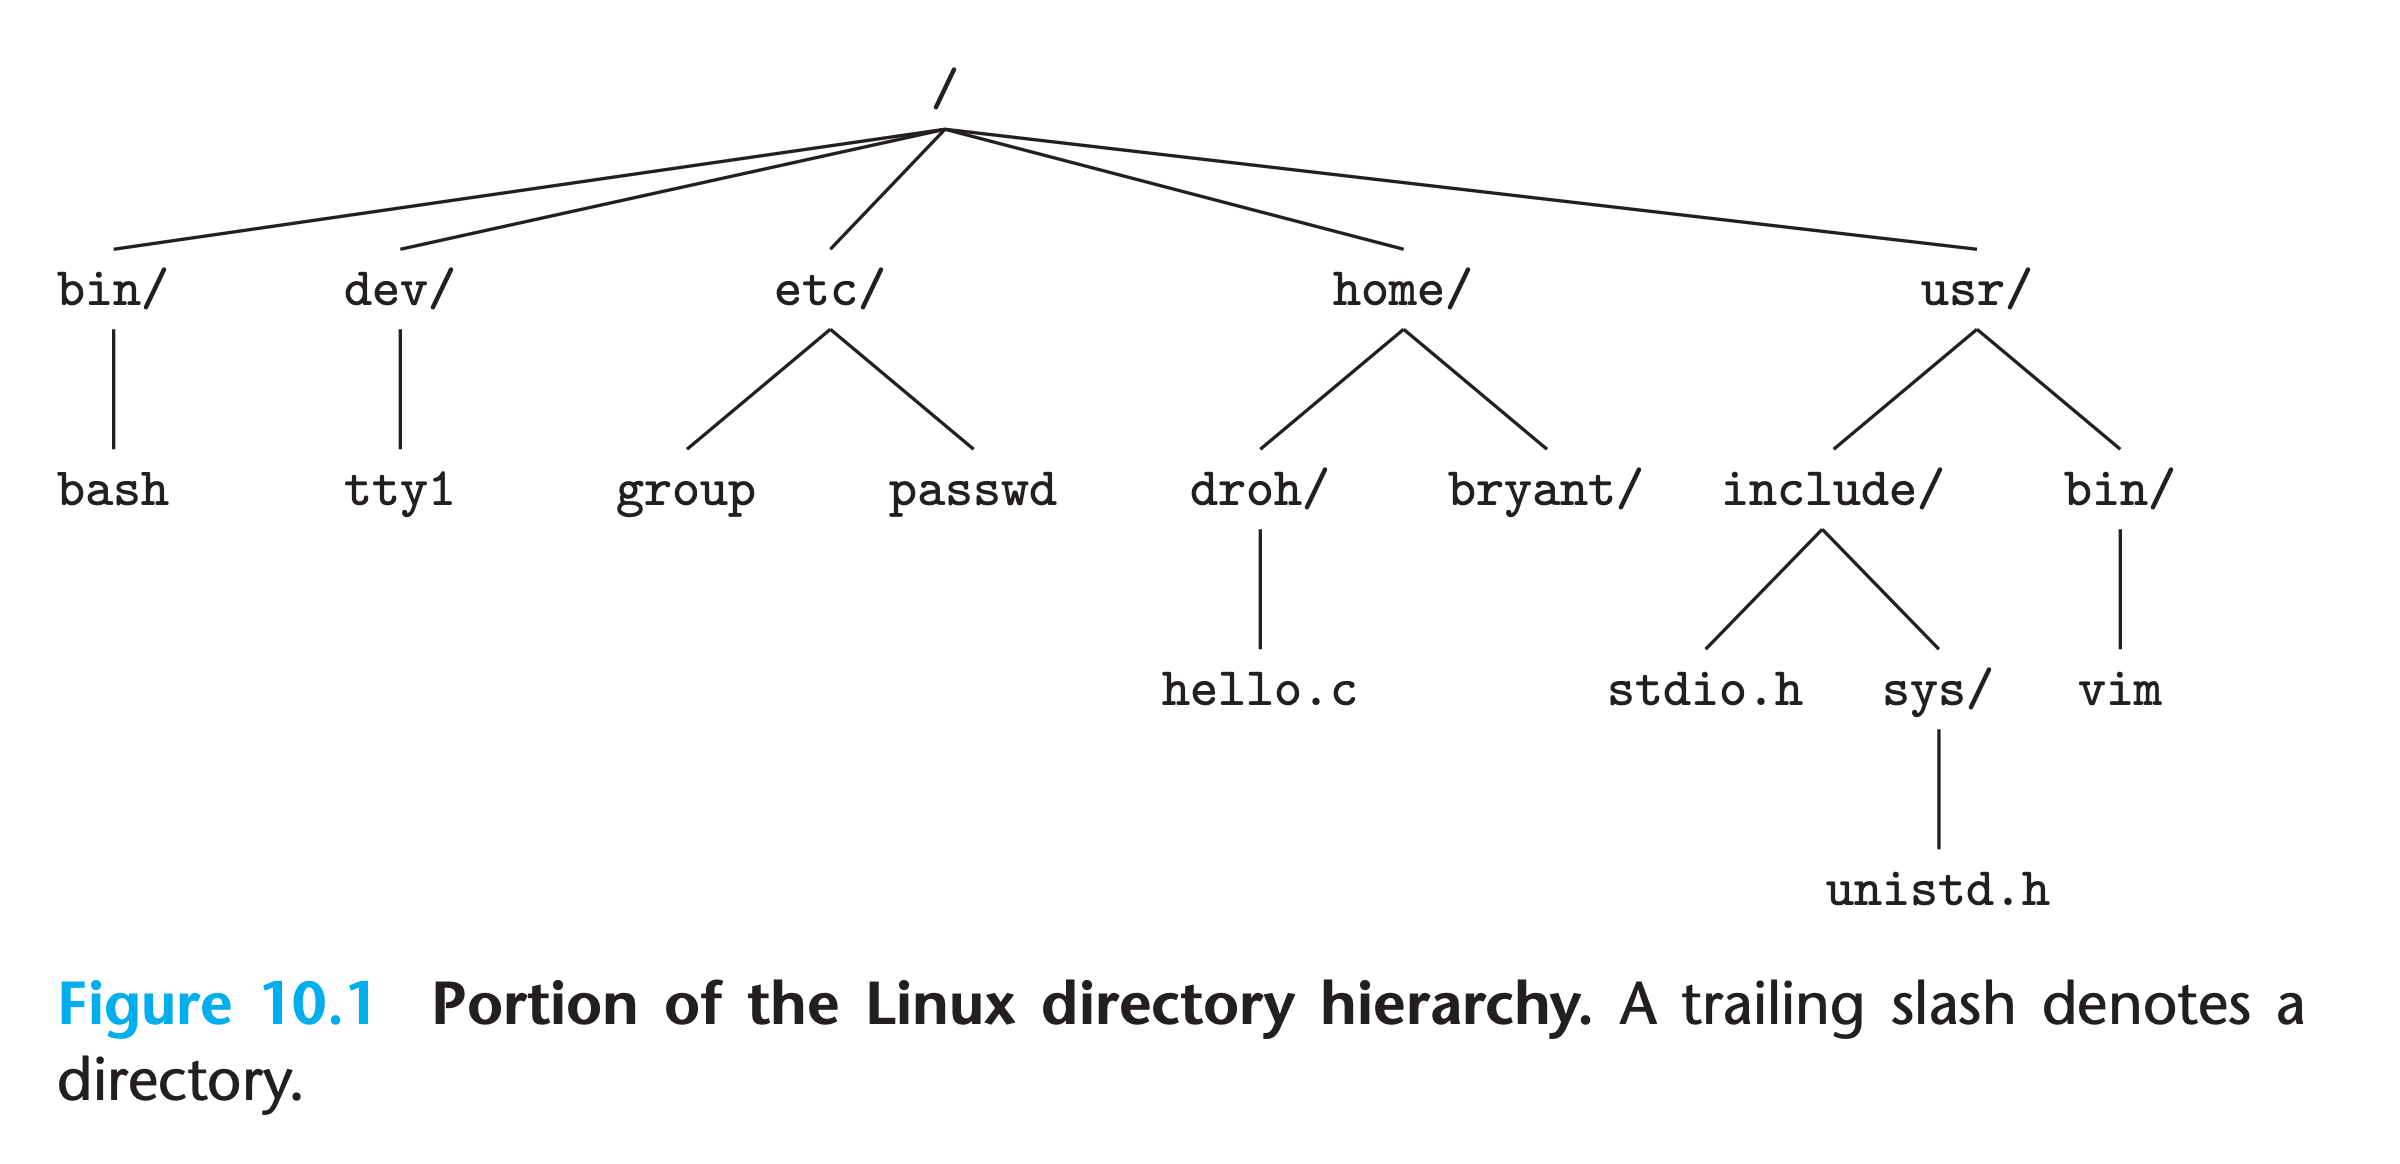 /
bin/ dev/ etc/ home/ usr/
bash tty1 group passwd droh/ bryant/ include/ bin/
hello.c stdio.h sys/ vim
unistd.h
Figure 10.1 Portion of the Linux directory hierarchy. A trailing slash denotes a
directory.